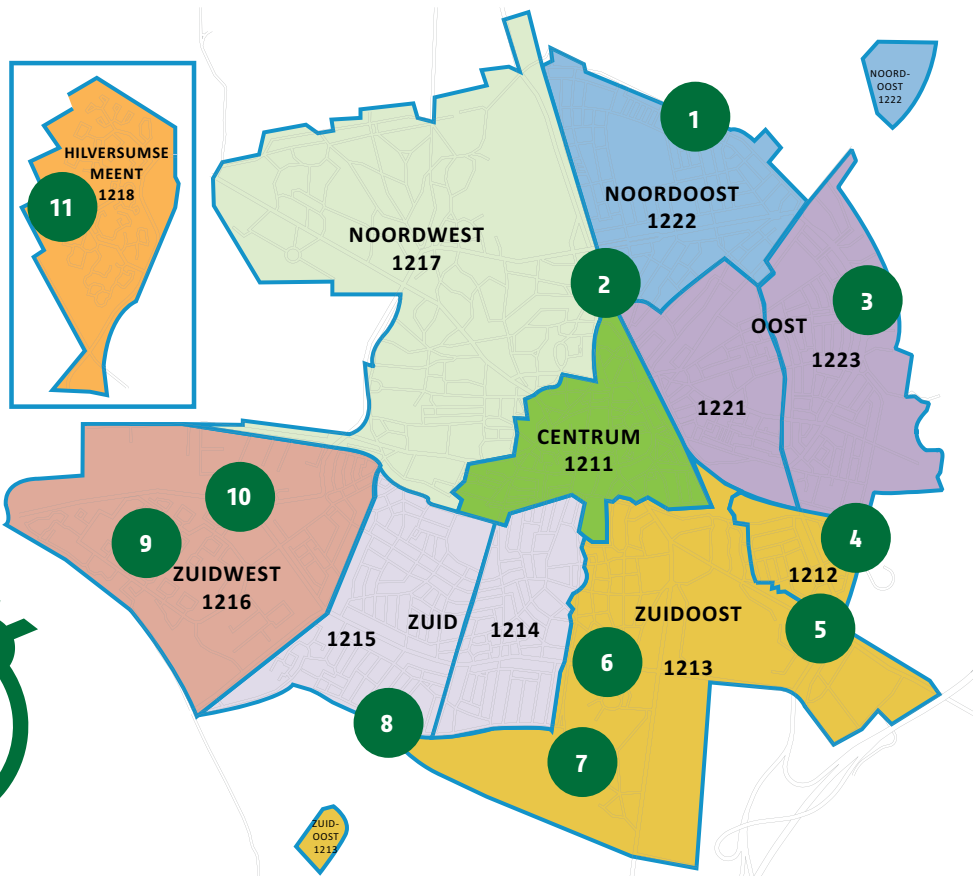 NOORD-
OOST
1222
1
HILVERSUMSE
MEENT
1218
11
NOORDOOST
1222
NOORDWEST
1217
2
3
OOST
1223
1221
CENTRUM
1211
10
9
ZUIDWEST
1216
4
1212
ZUIDOOST
5
1213
6
ZUID
1215
1214
8
7
ZUID-
OOST
1213